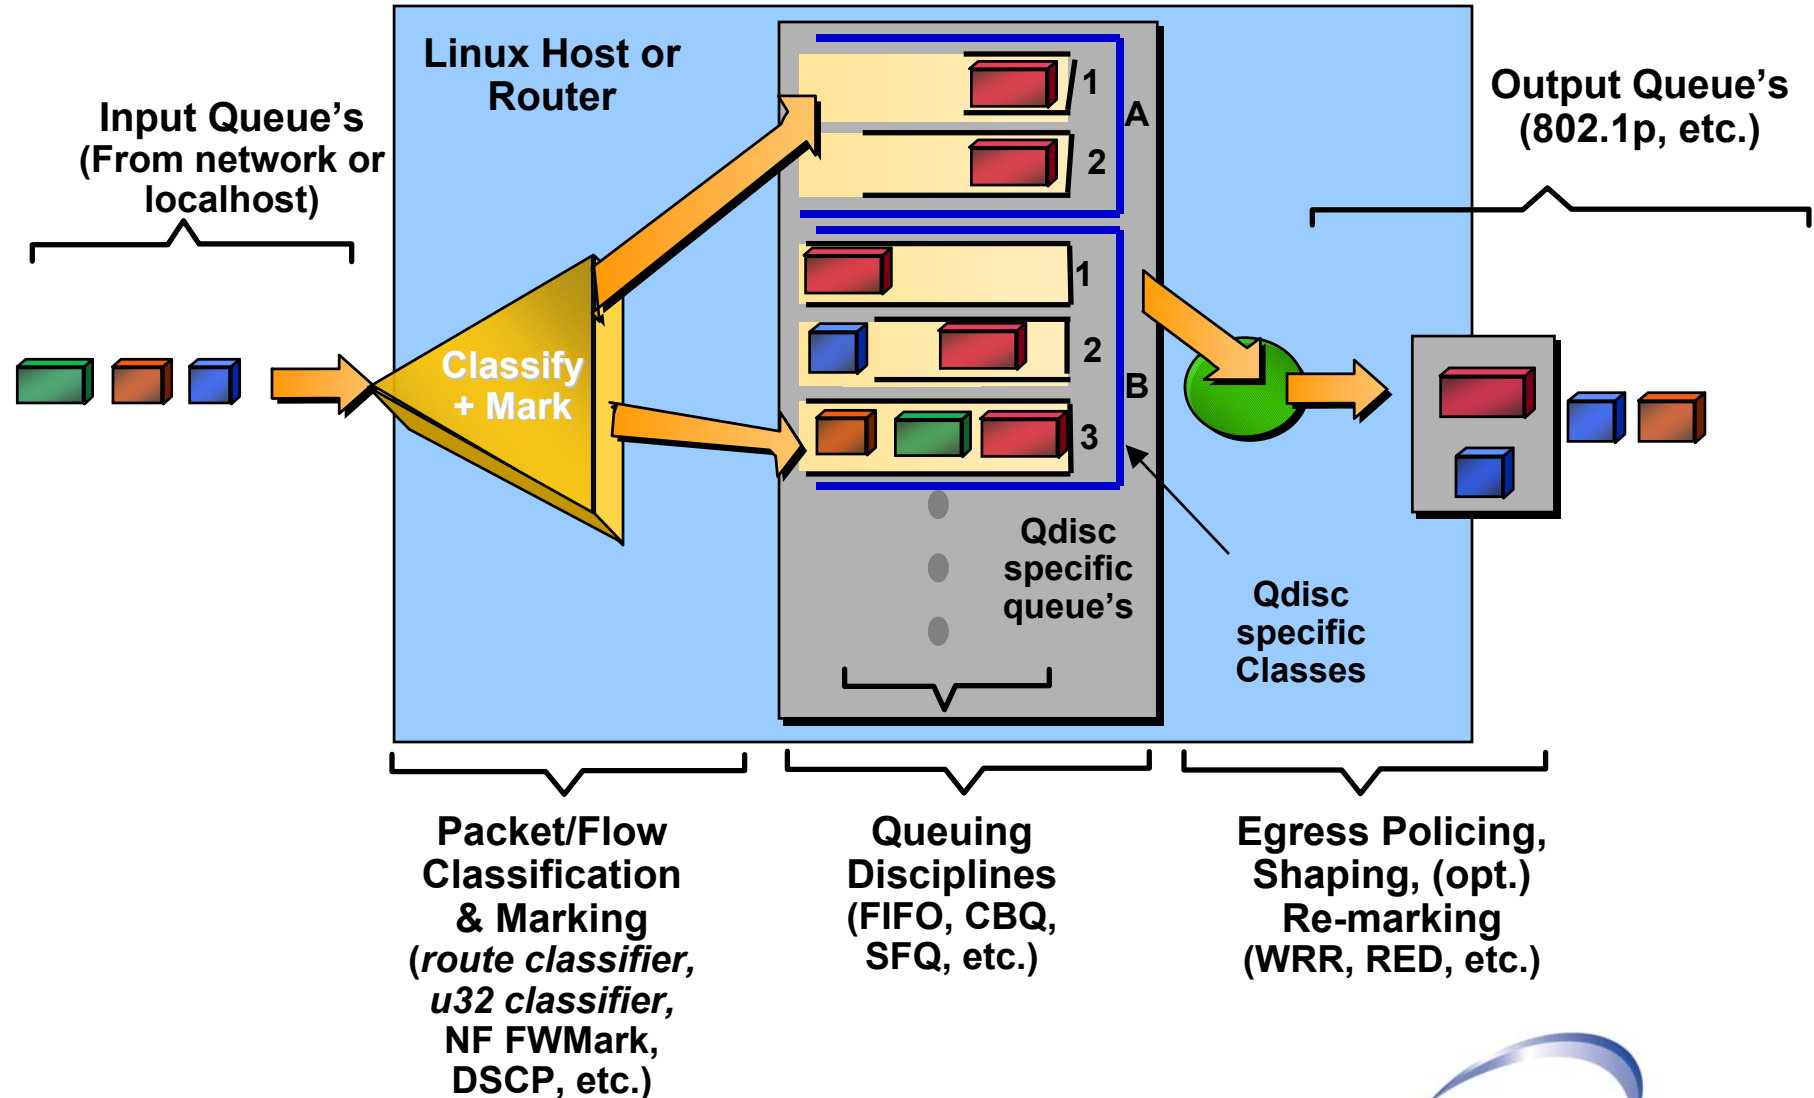 Linux Host or
Router
Input Queue's
(From network or
localhost)
Output Queue's
(802.1p, etc.)
Classify
+ Mark
1
2
A
1
2
3
B
Qdisc
specific
queue's
Qdisc
specific
Classes
Packet/Flow
Classification
& Marking
(route classifier,
u32 classifier,
NF FWMark,
DSCP, etc.)
Queuing
Disciplines
(FIFO, CBQ,
SFQ, etc.)
Egress Policing,
Shaping, (opt.)
Re-marking
(WRR, RED, etc.)